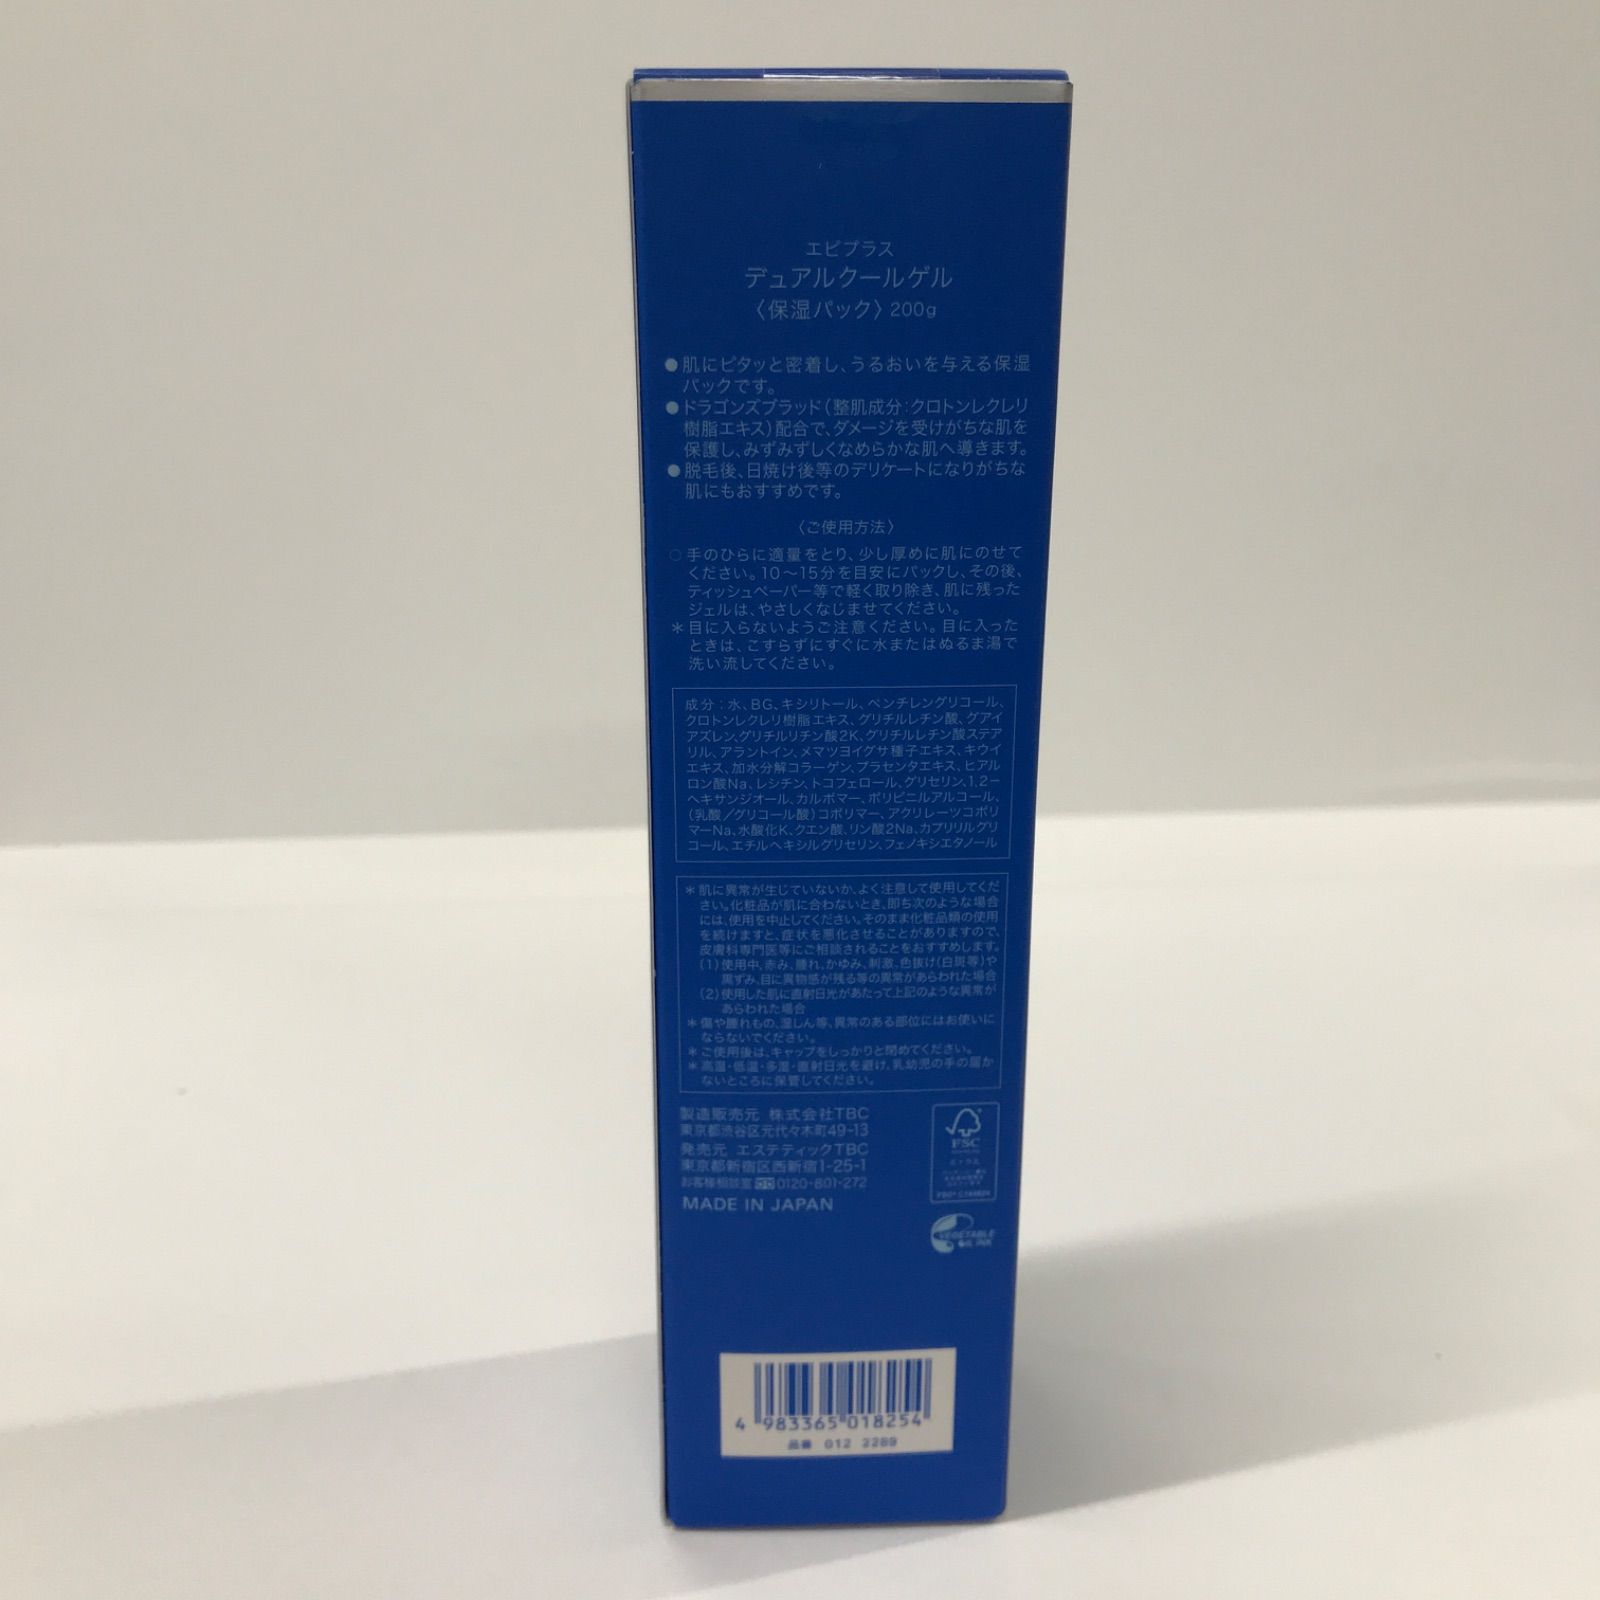 エピプラス
デュアルクールゲル
〈保湿パック〉200g
●肌にピタッと密着し、うるおいを与える保湿
パックです。
●ドラゴンズブラッド(整肌成分:クロトンレクレリ
樹脂エキス)配合で、ダメージを受けがちな肌を
保護し、みずみずしくなめらかな肌へ導きます。
●脱毛後、日焼け後等のデリケートになりがちな
肌にもおすすめです。
〈ご使用方法〉
○手のひらに適量をとり、少し厚めに肌にのせて
ください。10〜15分を目安にパックし、その後、
ティッシュペーパー等で軽く取り除き、肌に残った
ジェルは、やさしくなじませてください。
*目に入らないようご注意ください。目に入った
ときは、こすらずにすぐに水またはぬるま湯で
洗い流してください。
成分:水、BG、キシリトール、ペンチレングリコール、
クロトンレクレリ樹脂エキス、グリチルレチン酸、グアイ
アズレン、グリチルリチン酸2K、グリチルレチン酸ステア
リル、アラントイン、メマツヨイグサ種子エキス、キウイ
エキス、加水分解コラーゲン、プラセンタエキス、ヒアル
ロン酸Na、レシチン、トコフェロール、グリセリン、1,2-
ヘキサンジオール、カルボマー、ポリビニルアルコール、
(乳酸/グリコール酸)コポリマー、アクリレーツコポリ
マーNa、水酸化K、クエン酸、リン酸2Na、カプリリルグリ
コール、エチルヘキシルグリセリン、フェノキシエタノール
*肌に異常が生じていないか、よく注意して使用してくだ
さい。化粧品が肌に合わないとき、即ち次のような場合
には、使用を中止してください。そのまま化粧品類の使用
を続けますと、症状を悪化させることがありますので、
皮膚科専門医等にご相談されることをおすすめします。
(1)使用中、赤み、腫れ、かゆみ、刺激、色抜け(白斑等)や
黒ずみ、目に異物感が残る等の異常があらわれた場合
(2)使用した肌に直射日光があたって上記のような異常が
あらわれた場合
*傷や腫れもの、湿しん等、異常のある部位にはお使いに
ならないでください。
*ご使用後は、キャップをしっかりと閉めてください。
*高温・低温・多湿・直射日光を避け、乳幼児の手の届か
ないところに保管してください。
製造販売元 株式会社TBC
東京都渋谷区元代々木町49-13
発売元 エステティックTBC
東京都新宿区西新宿1-25-1
お客様相談室 0120-801-272
MADE IN JAPAN
FSC
ミックス
VEGETABLE
OIL INK
4 983365 018254
品番 012 3289